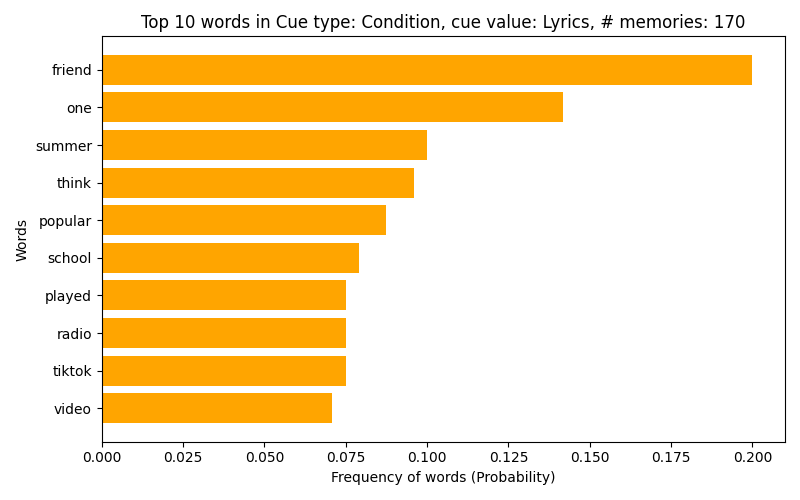 Top 10 words in Cue type: Condition, cue value: Lyrics, # memories: 170
friend
one
summer
think
popular
school
played
radio
tiktok
video
Words
0.000 0.025 0.050 0.075 0.100 0.125 0.150 0.175 0.200
Frequency of words (Probability)